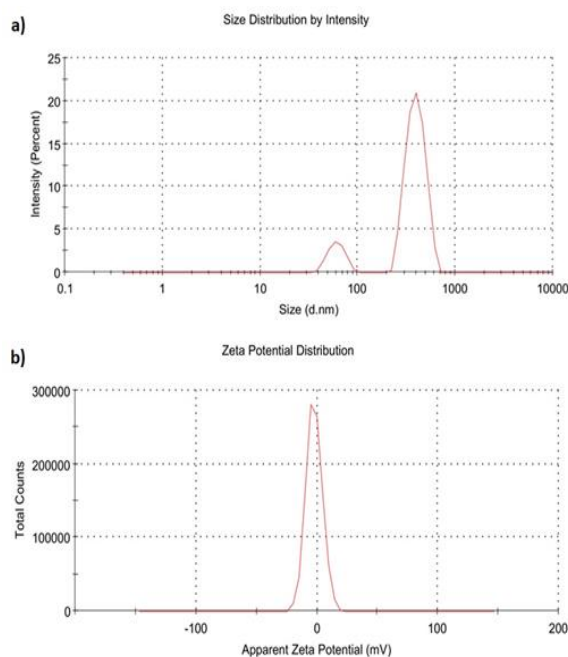 a)
Size Distribution by Intensity
Intensity (Percent)
25
20
15
10
5
0
0.1 1 10 100 1000 10000
Size (d.nm)
b)
Zeta Potential Distribution
Total Counts
300000
200000
100000
0
-100 0 100 200
Apparent Zeta Potential (mV)